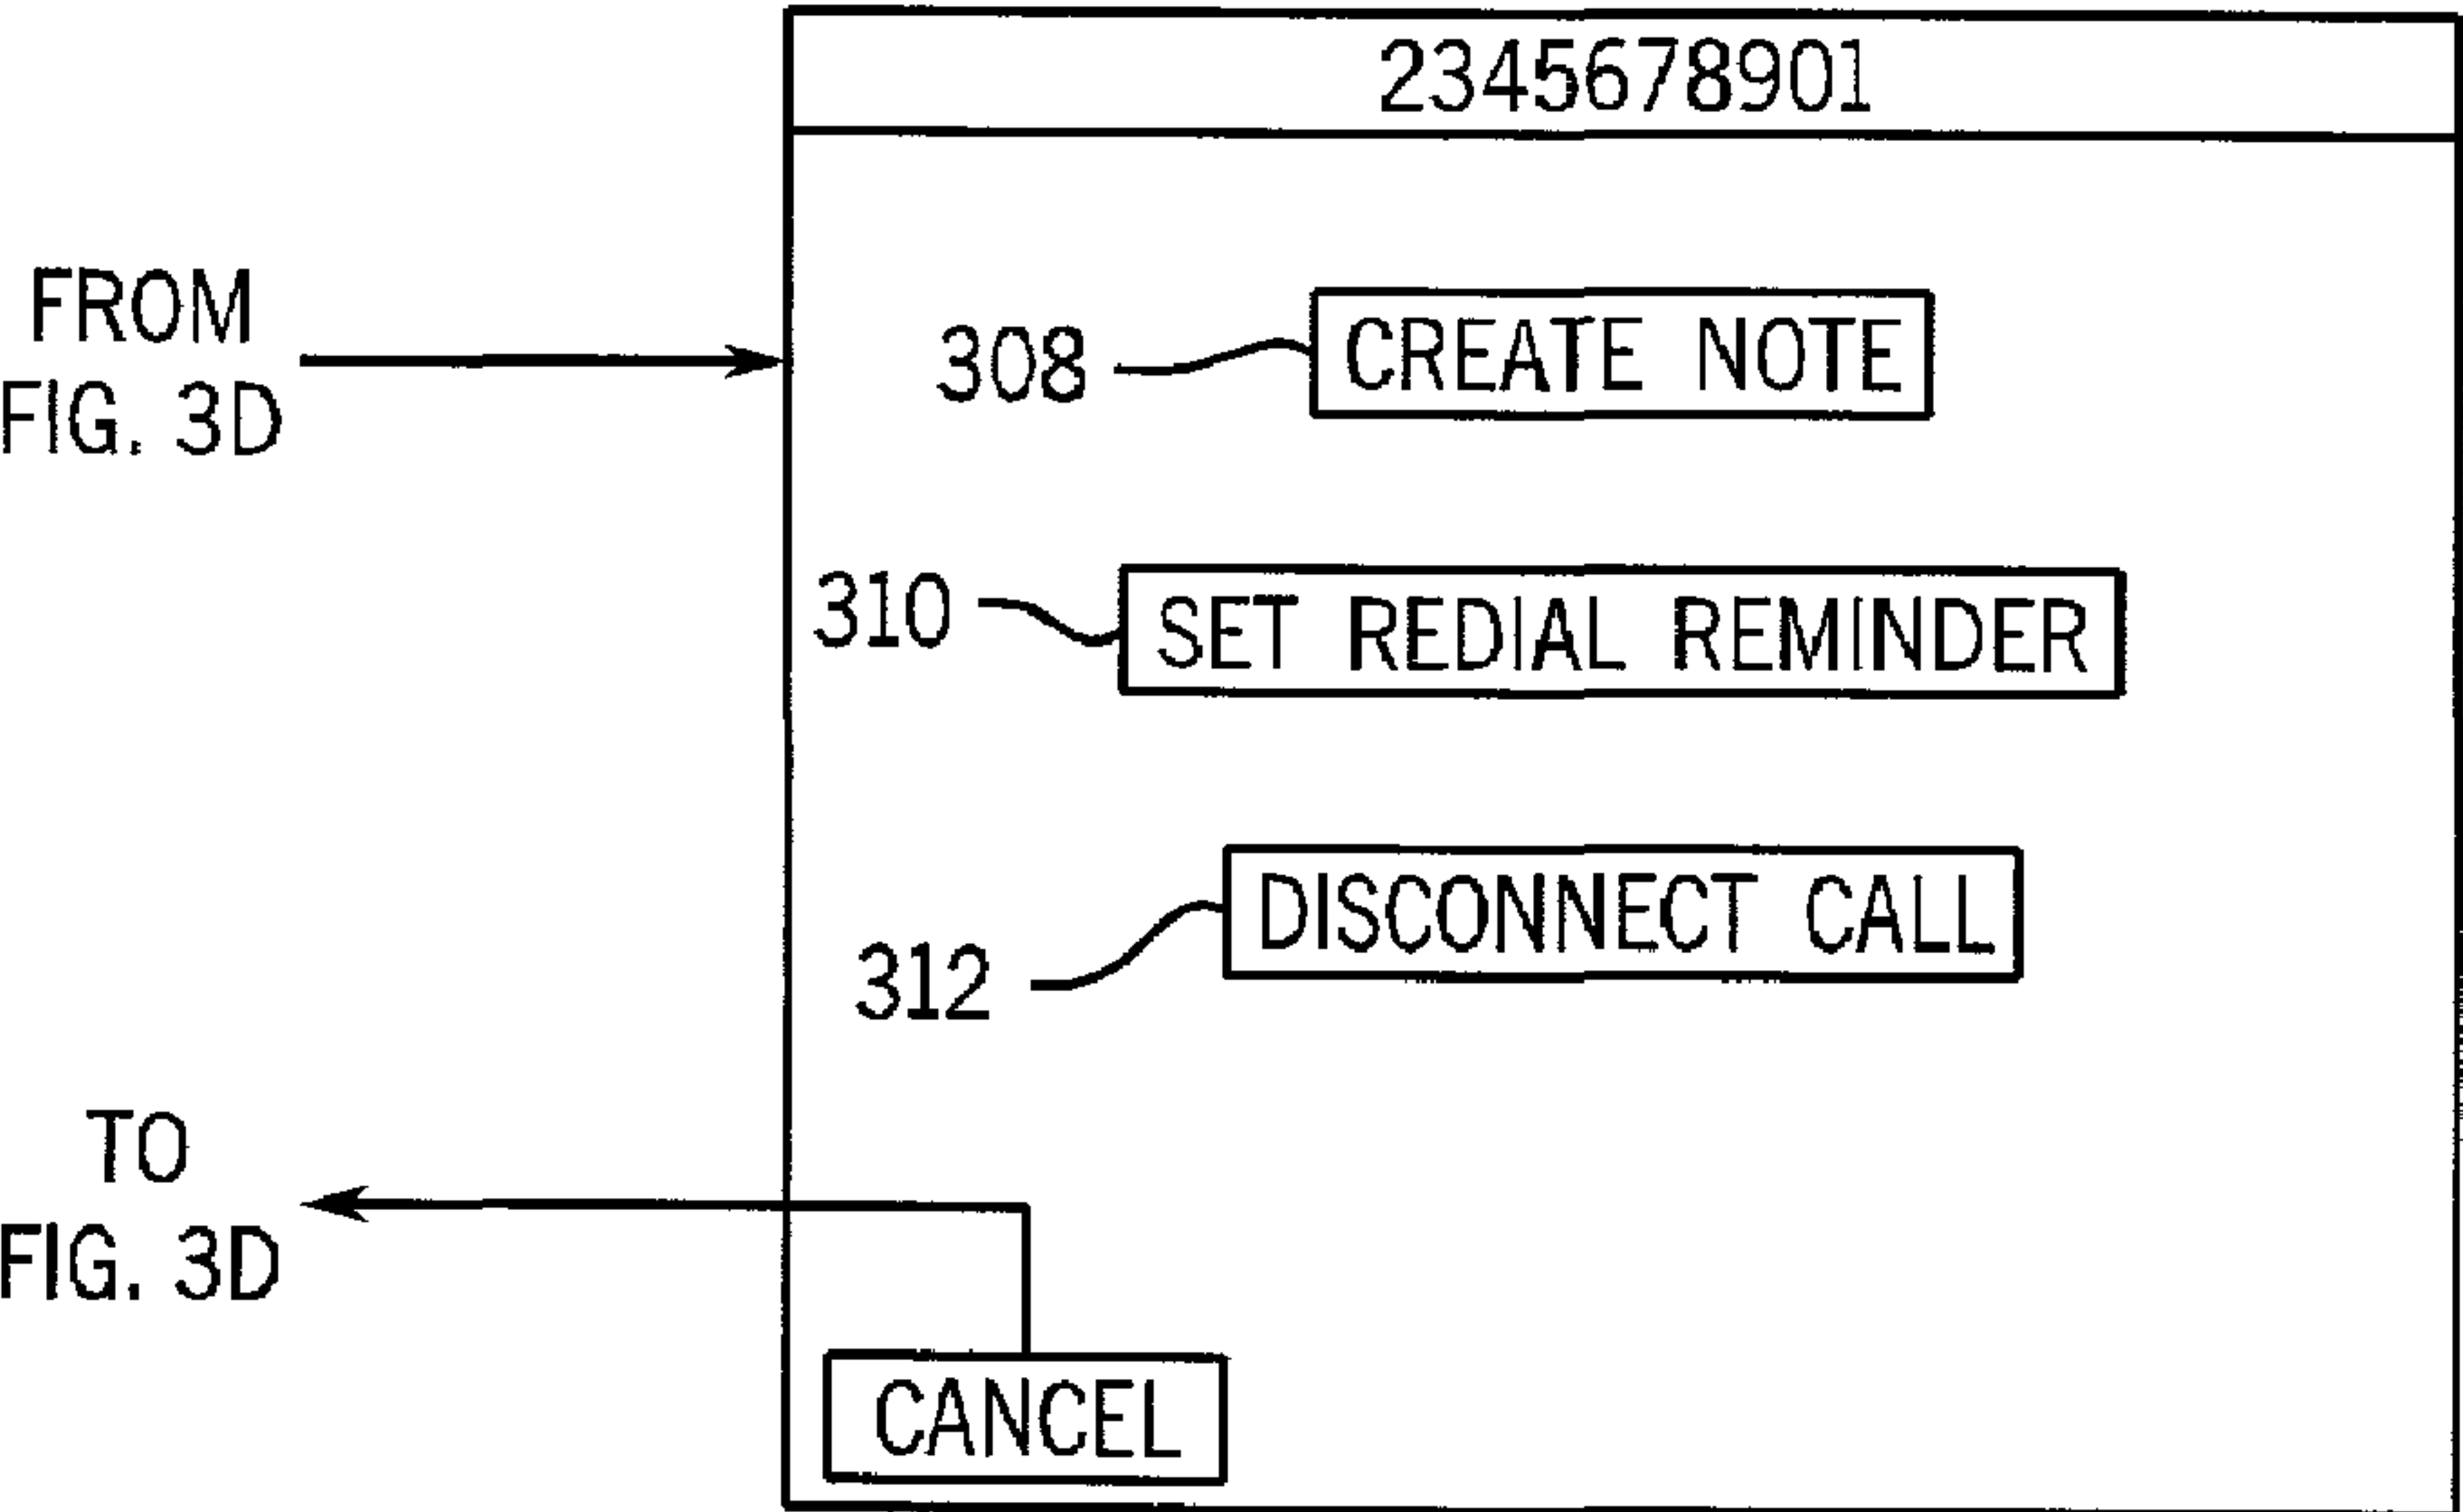 2345678901
FROM
FIG. 3D
308
CREATE NOTE
310
SET REDIAL REMINDER
312
DISCONNECT CALL
TO
FIG. 3D
CANCEL